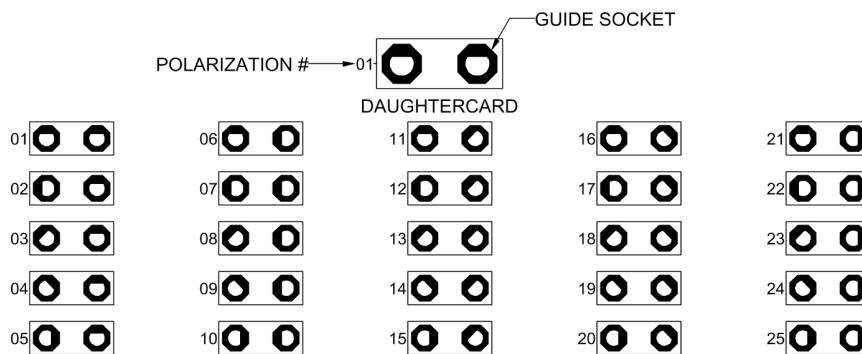 GUIDE SOCKET
POLARIZATION # 01
DAUGHTERCARD
01 06 11 16 21
02 07 12 17 22
03 08 13 18 23
04 09 14 19 24
05 10 15 20 25